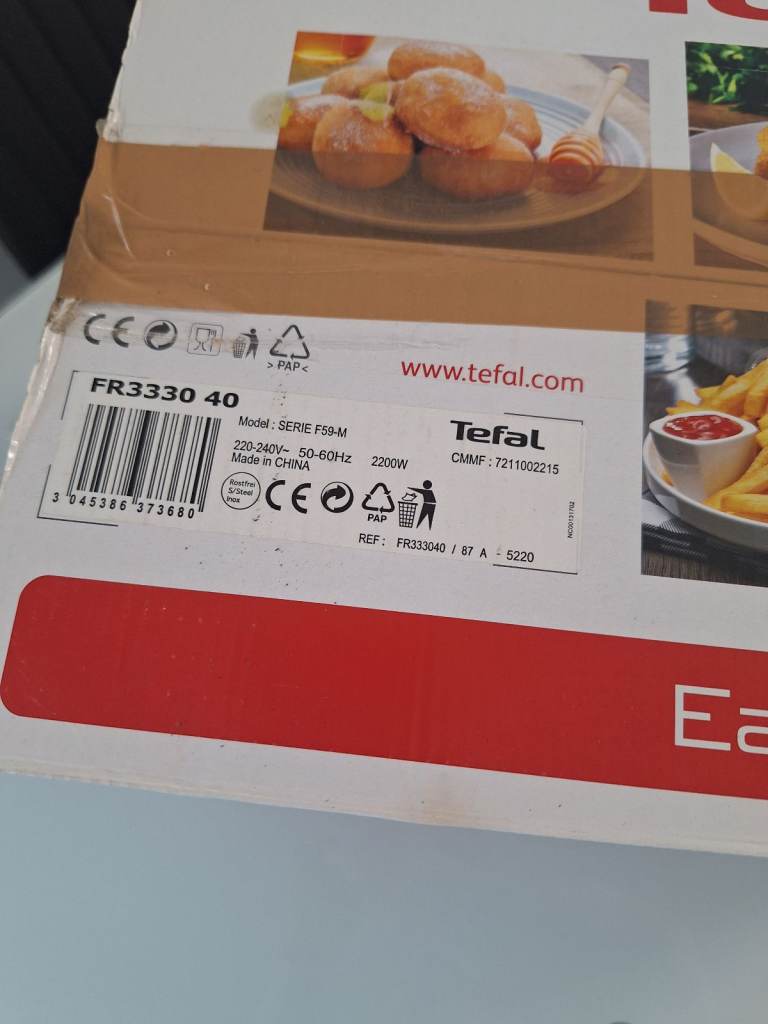 > PAP <
www.tefal.com
FR3330 40
Model : SERIE F59-M
220-240V~ 50-60Hz 2200W
Made in CHINA
Tefal
CMMF : 7211002215
Rostfrei
S/Steel
Inox
PAP
3 045386 373680
REF : FR333040 / 87 A - 5220
NC00131702
Ea